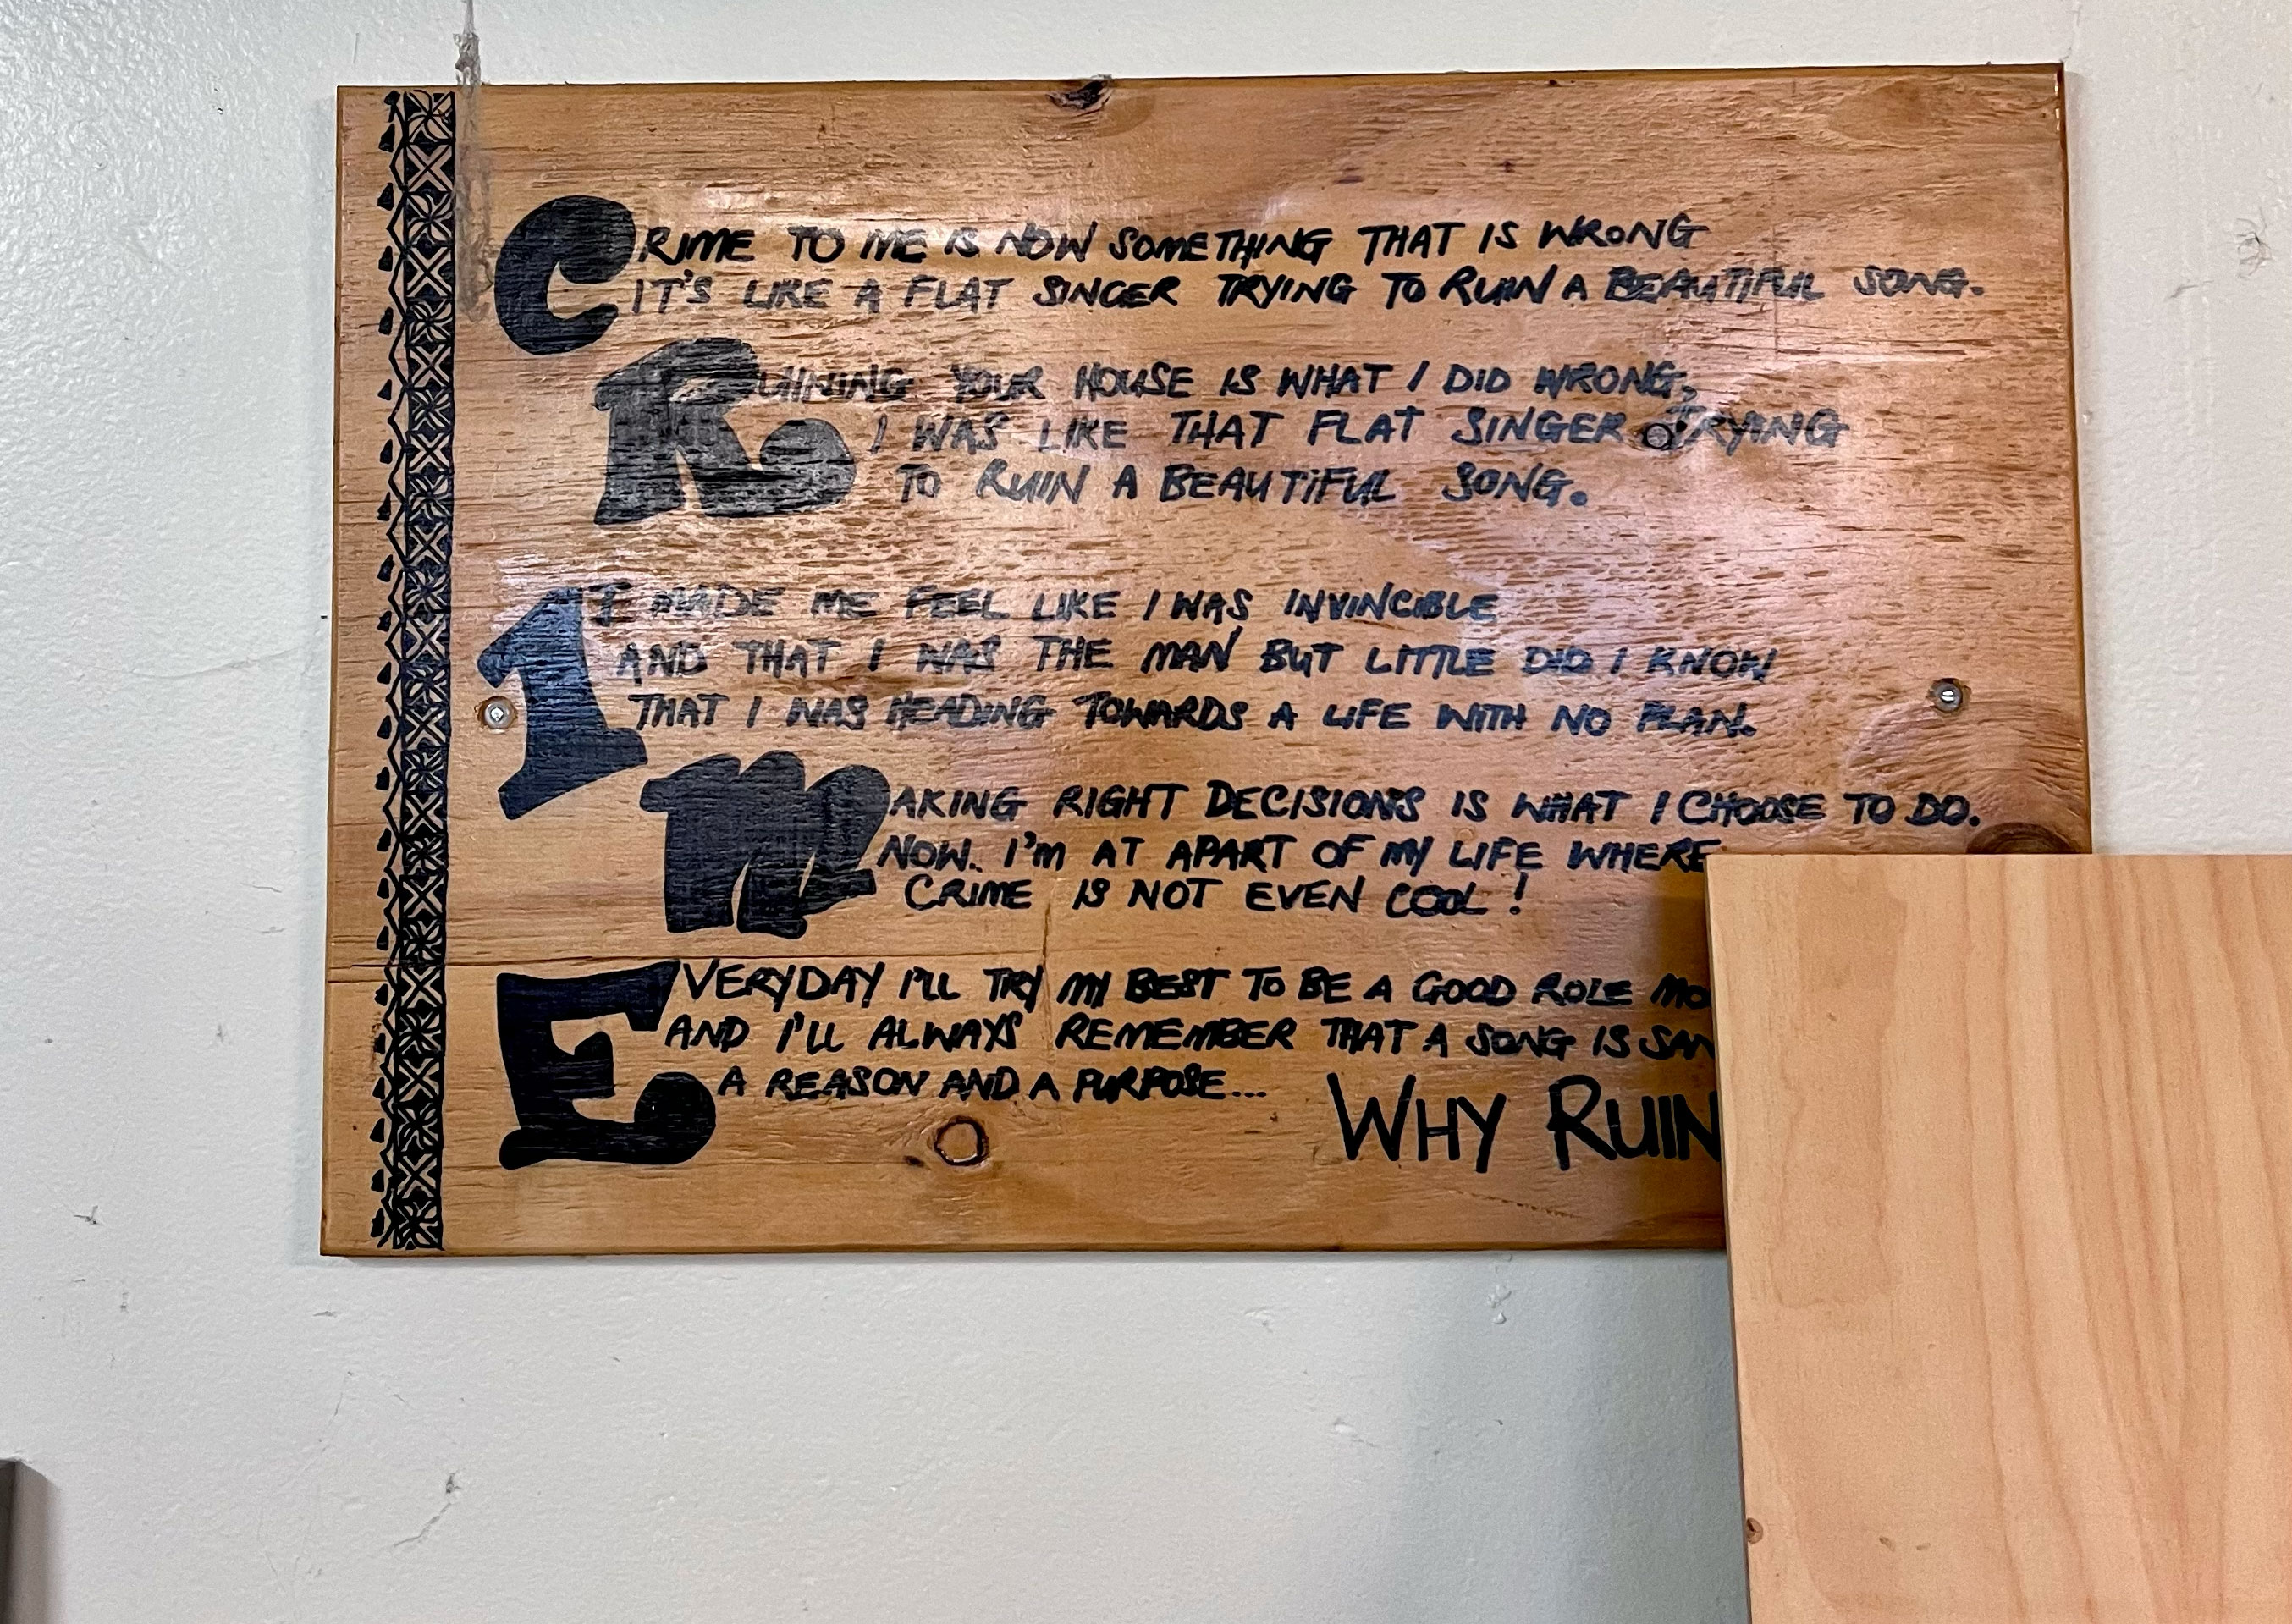 CRIME TO ME IS NOW SOMETHING THAT IS WRONG
IT'S LIKE A FLAT SINGER TRYING TO RUIN A BEAUTIFUL SONG.
RUINING YOUR HOUSE IS WHAT I DID WRONG,
I WAS LIKE THAT FLAT SINGER TRYING
TO RUIN A BEAUTIFUL SONG.
IT MADE ME FEEL LIKE I WAS INVINCIBLE
AND THAT I WAS THE MAN BUT LITTLE DID I KNOW
THAT I WAS HEADING TOWARDS A LIFE WITH NO PLAN.
MAKING RIGHT DECISIONS IS WHAT I CHOOSE TO DO.
NOW. I'M AT APART OF MY LIFE WHERE
CRIME IS NOT EVEN COOL!
EVERYDAY I'LL TRY MY BEST TO BE A GOOD ROLE MO
AND I'LL ALWAYS REMEMBER THAT A SONG IS SAN
A REASON AND A PURPOSE...
WHY RUIN